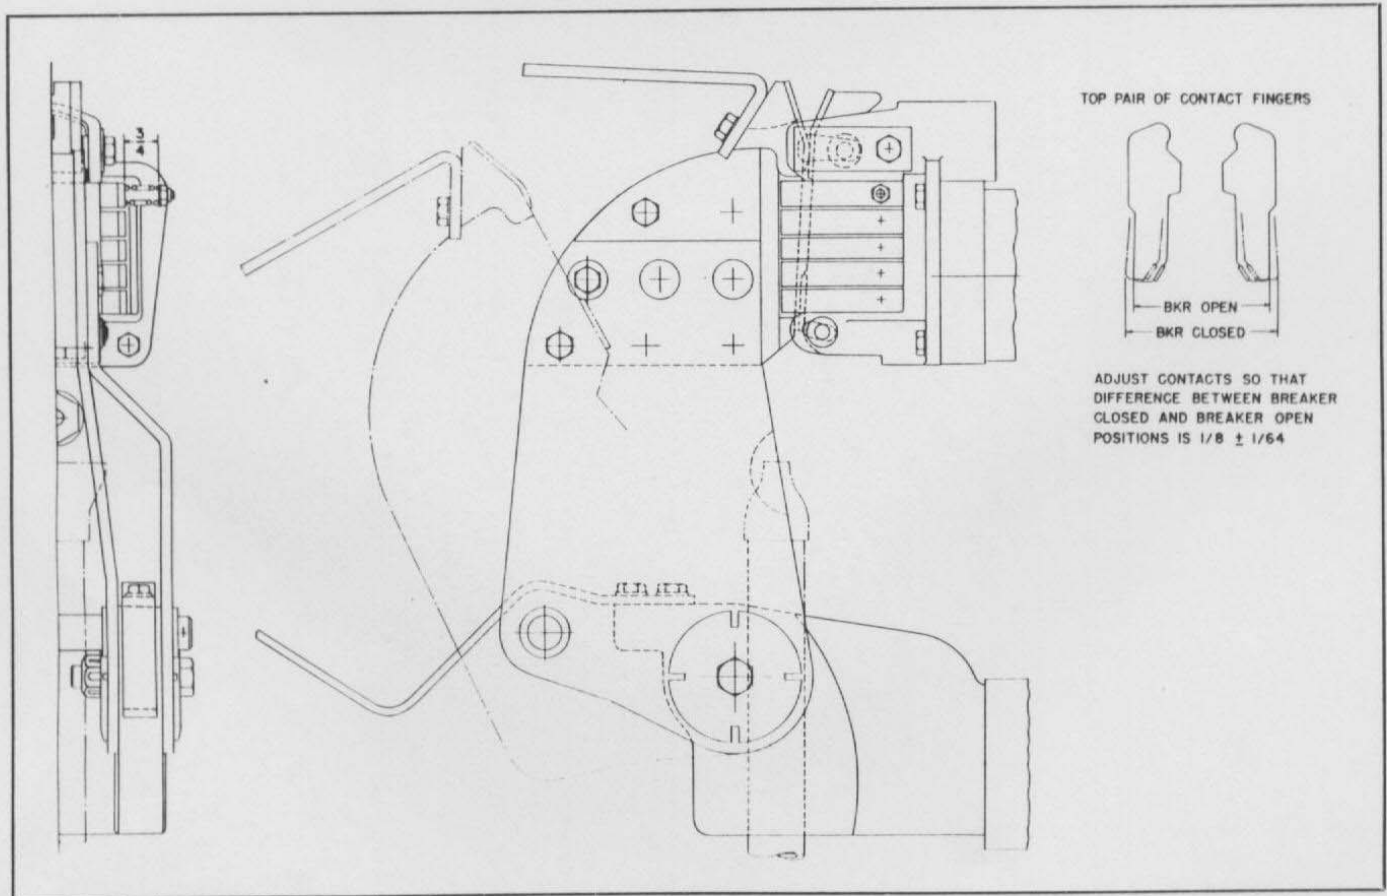 3/4
TOP PAIR OF CONTACT FINGERS
BKR OPEN
BKR CLOSED
ADJUST CONTACTS SO THAT
DIFFERENCE BETWEEN BREAKER
CLOSED AND BREAKER OPEN
POSITIONS IS 1/8 ± 1/64